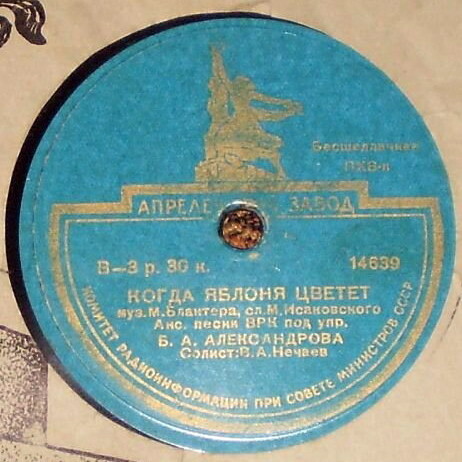 Бесшеллачная
ПХВ-п
АПРЕЛЕ ЗАВОД
В—3 р. 30 к.
14639
КОГДА ЯБЛОНЯ ЦВЕТЕТ
муз. М. Блантера, сл. М. Исаковского
Анс. песни ВРК под упр.
Б. А. АЛЕКСАНДРОВА
Солист: В. А. Нечаев
КОМИТЕТ РАДИОИНФОРМАЦИИ ПРИ СОВЕТЕ МИНИСТРОВ СССР